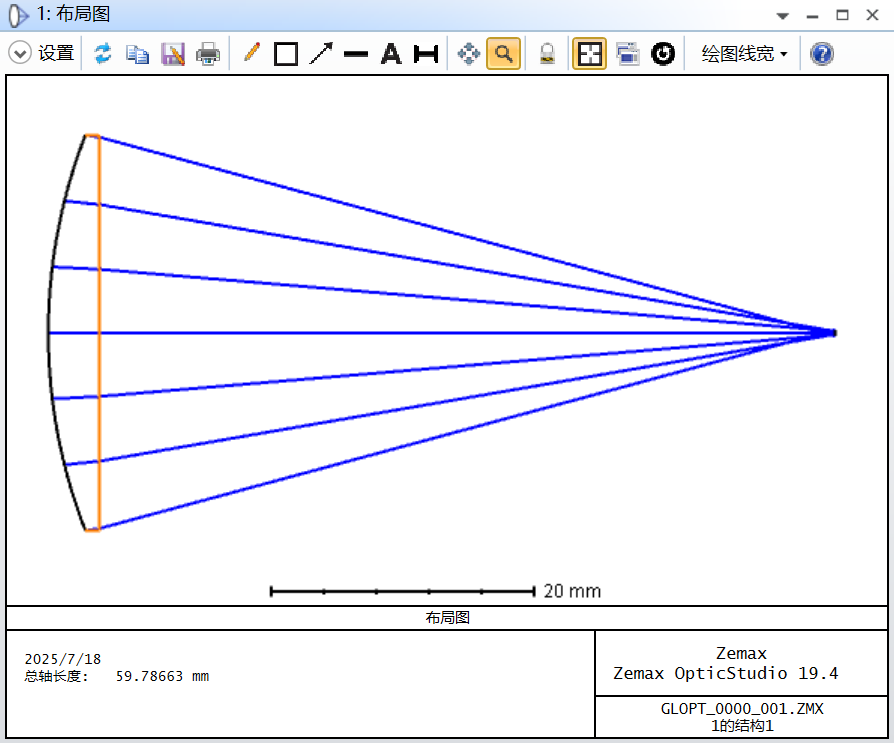 1: 布局图
设置
A
绘图线宽
20 mm
布局图
2025/7/18
总轴长度: 59.78663 mm
Zemax
Zemax OpticStudio 19.4
GLOPT_0000_001.ZMX
1的结构1